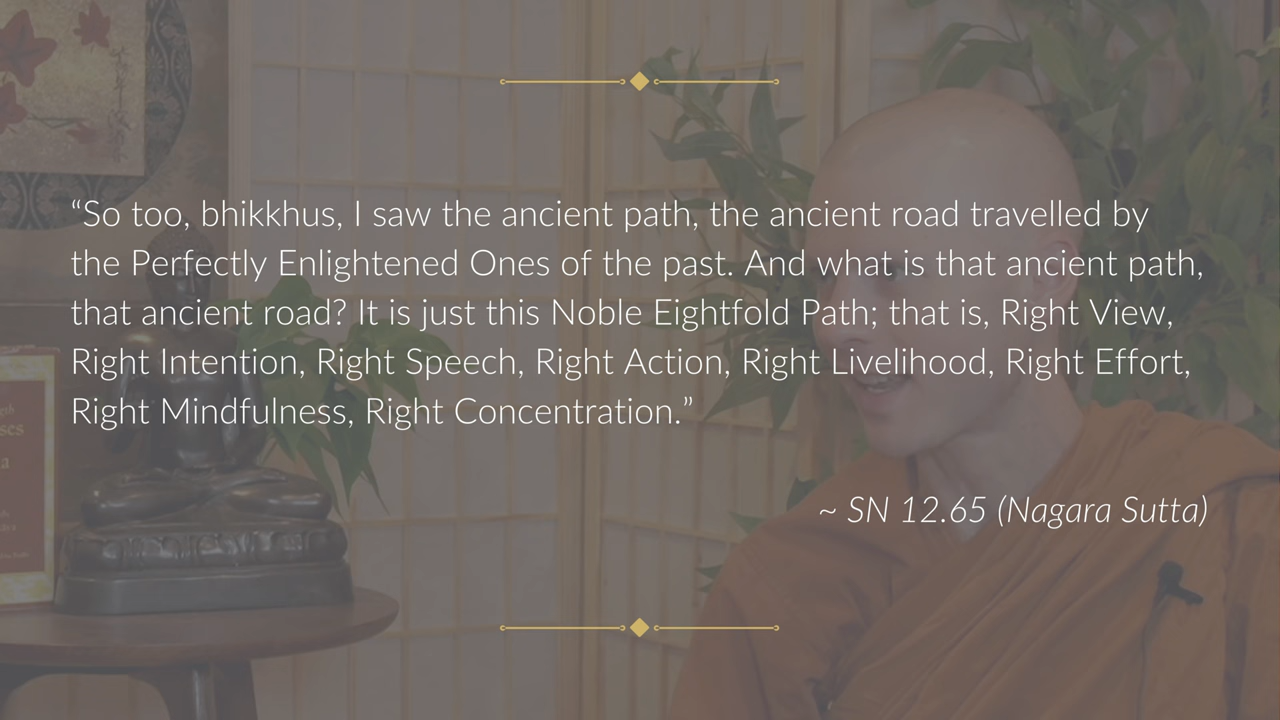 “So too, bhikkhus, I saw the ancient path, the ancient road travelled by
the Perfectly Enlightened Ones of the past. And what is that ancient path,
that ancient road? It is just this Noble Eightfold Path; that is, Right View,
Right Intention, Right Speech, Right Action, Right Livelihood, Right Effort,
Right Mindfulness, Right Concentration.”
~ SN 12.65 (Nagara Sutta)